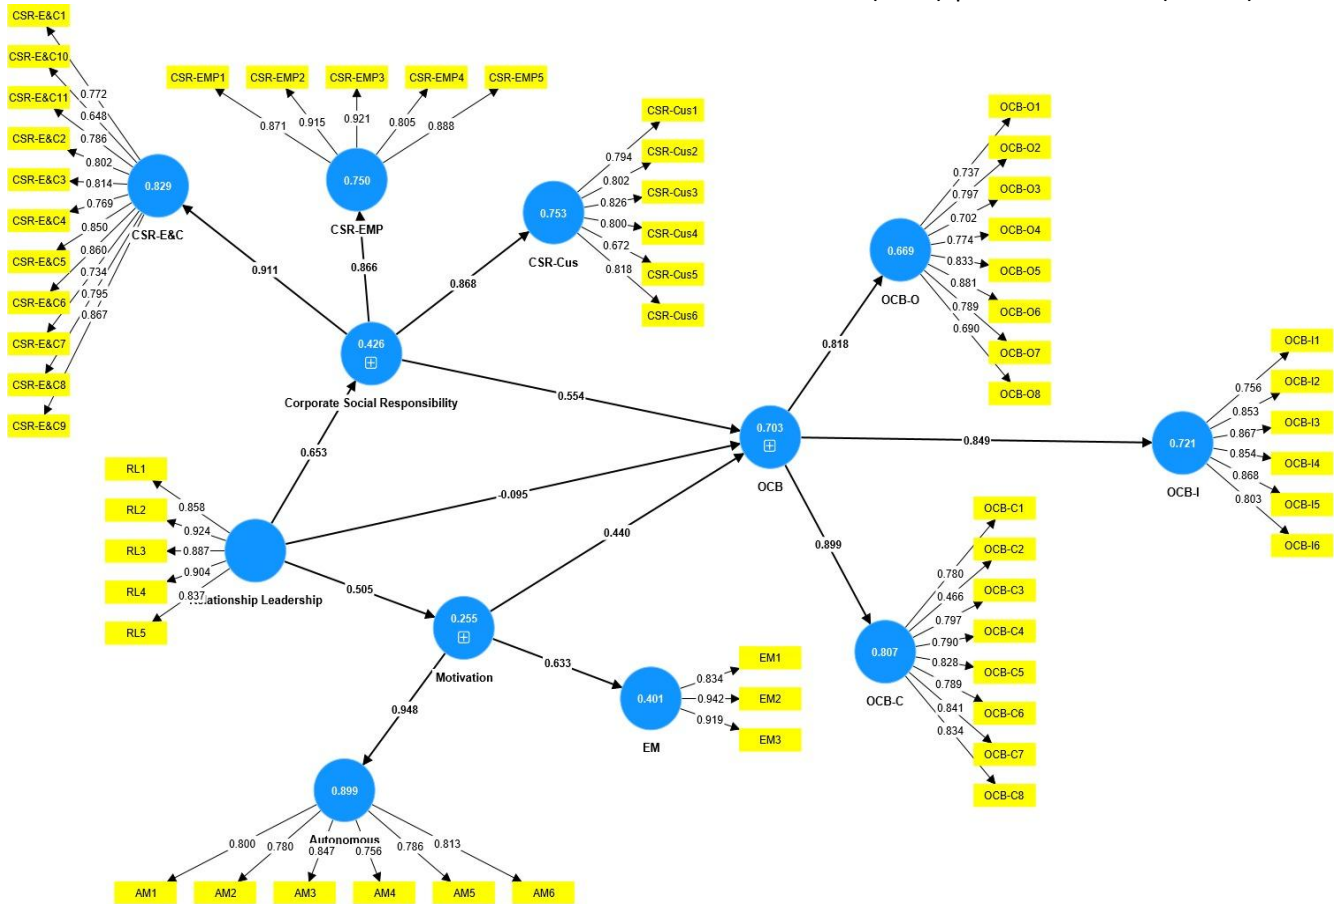 CSR-E&C1
CSR-E&C10
CSR-E&C11
CSR-E&C2
CSR-E&C3
CSR-E&C4
CSR-E&C5
CSR-E&C6
CSR-E&C7
CSR-E&C8
CSR-E&C9
0.772
0.648
0.786
0.802
0.814
0.769
0.850
0.860
0.734
0.795
0.867
0.829
CSR-E&C
CSR-EMP1
CSR-EMP2
CSR-EMP3
CSR-EMP4
CSR-EMP5
0.871
0.915
0.921
0.805
0.888
0.750
CSR-EMP
CSR-Cus1
CSR-Cus2
CSR-Cus3
CSR-Cus4
CSR-Cus5
CSR-Cus6
0.794
0.802
0.826
0.800
0.672
0.818
0.753
CSR-Cus
0.911
0.866
0.868
0.426
Corporate Social Responsibility
0.653
0.554
-0.095
0.440
0.505
RL1
RL2
RL3
RL4
RL5
0.858
0.924
0.887
0.904
0.837
Relationship Leadership
0.255
Motivation
0.633
0.948
0.401
EM
EM1
EM2
EM3
0.834
0.942
0.919
0.899
Autonomous
0.800
0.780
0.847
0.756
0.786
0.813
AM1
AM2
AM3
AM4
AM5
AM6
0.703
OCB
0.818
0.849
0.899
0.669
OCB-O
0.737
0.797
0.702
0.774
0.833
0.881
0.789
0.690
OCB-O1
OCB-O2
OCB-O3
OCB-O4
OCB-O5
OCB-O6
OCB-O7
OCB-O8
0.721
OCB-I
0.756
0.853
0.867
0.854
0.868
0.803
OCB-I1
OCB-I2
OCB-I3
OCB-I4
OCB-I5
OCB-I6
0.807
OCB-C
0.780
0.466
0.797
0.790
0.828
0.789
0.841
0.834
OCB-C1
OCB-C2
OCB-C3
OCB-C4
OCB-C5
OCB-C6
OCB-C7
OCB-C8